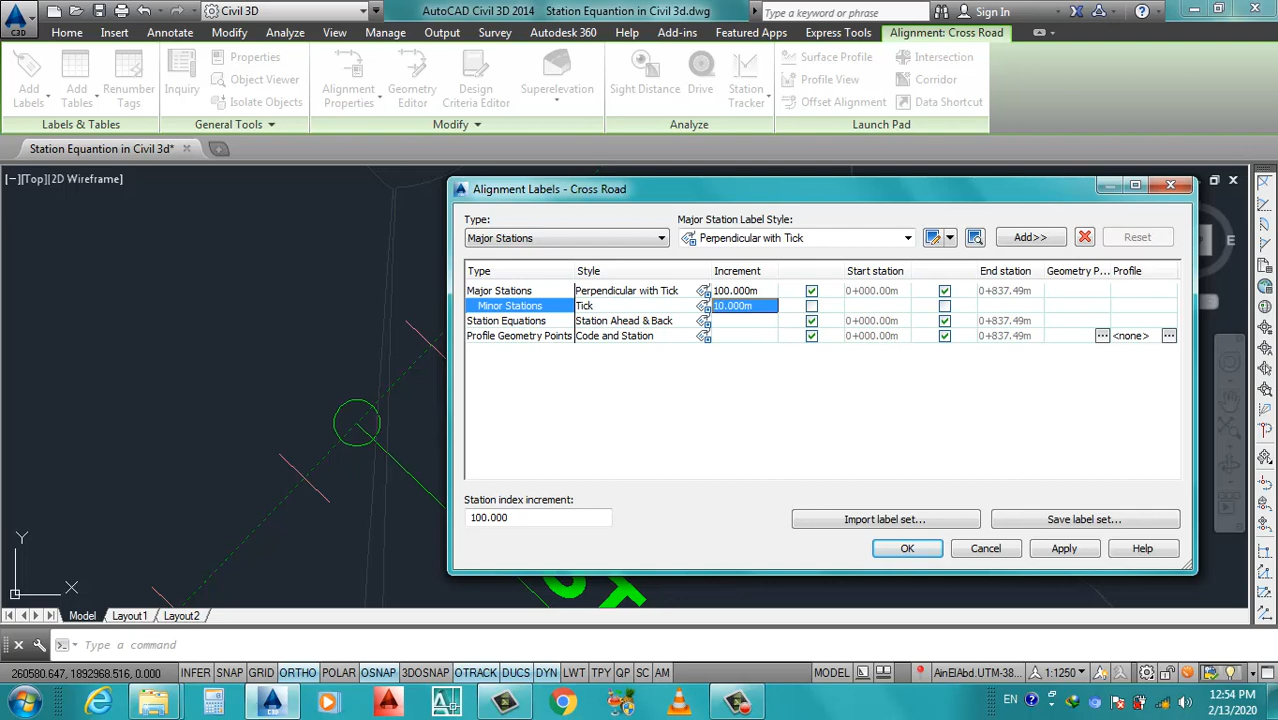 Civil 3D
AutoCAD Civil 3D 2014 Station Equantion in Civil 3d.dwg
Type a keyword or phrase
Sign In
C3D
Home Insert Annotate Modify Analyze View Manage Output Survey Autodesk 360 Help Add-ins Featured Apps Express Tools Alignment: Cross Road
Add Labels
Add Tables
Renumber Tags
Inquiry
Properties
Object Viewer
Isolate Objects
Alignment Properties
Geometry Editor
Design Criteria Editor
Superelevation
Sight Distance
Drive
Station Tracker
Surface Profile
Profile View
Offset Alignment
Intersection
Corridor
Data Shortcut
Labels & Tables General Tools Modify Analyze Launch Pad
Station Equantion in Civil 3d*
[−][Top][2D Wireframe]
Alignment Labels - Cross Road
Type: Major Station Label Style:
Major Stations Perpendicular with Tick Add>> Reset
Type Style Increment Start station End station Geometry P... Profile
Major Stations Perpendicular with Tick 100.000m 0+000.00m 0+837.49m
Minor Stations Tick 10.000m
Station Equations Station Ahead & Back 0+000.00m 0+837.49m
Profile Geometry Points Code and Station 0+000.00m 0+837.49m ... <none> ...
Station index increment:
100.000
Import label set... Save label set...
OK Cancel Apply Help
E
Y
X
Model Layout1 Layout2
Type a command
260580.647, 1892968.516, 0.000 INFER SNAP GRID ORTHO POLAR OSNAP 3DOSNAP OTRACK DUCS DYN LWT TPY QP SC AM MODEL AinElAbd.UTM-38... 1:1250
EN
12:54 PM
2/13/2020